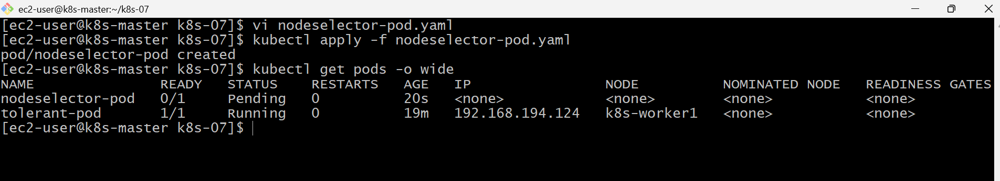 ec2-user@k8s-master:~/k8s-07
[ec2-user@k8s-master k8s-07]$ vi nodeselector-pod.yaml
[ec2-user@k8s-master k8s-07]$ kubectl apply -f nodeselector-pod.yaml
pod/nodeselector-pod created
[ec2-user@k8s-master k8s-07]$ kubectl get pods -o wide
NAME               READY   STATUS    RESTARTS   AGE   IP                NODE          NOMINATED NODE   READINESS GATES
nodeselector-pod   0/1     Pending   0          20s   <none>            <none>        <none>           <none>
tolerant-pod       1/1     Running   0          19m   192.168.194.124   k8s-worker1   <none>           <none>
[ec2-user@k8s-master k8s-07]$